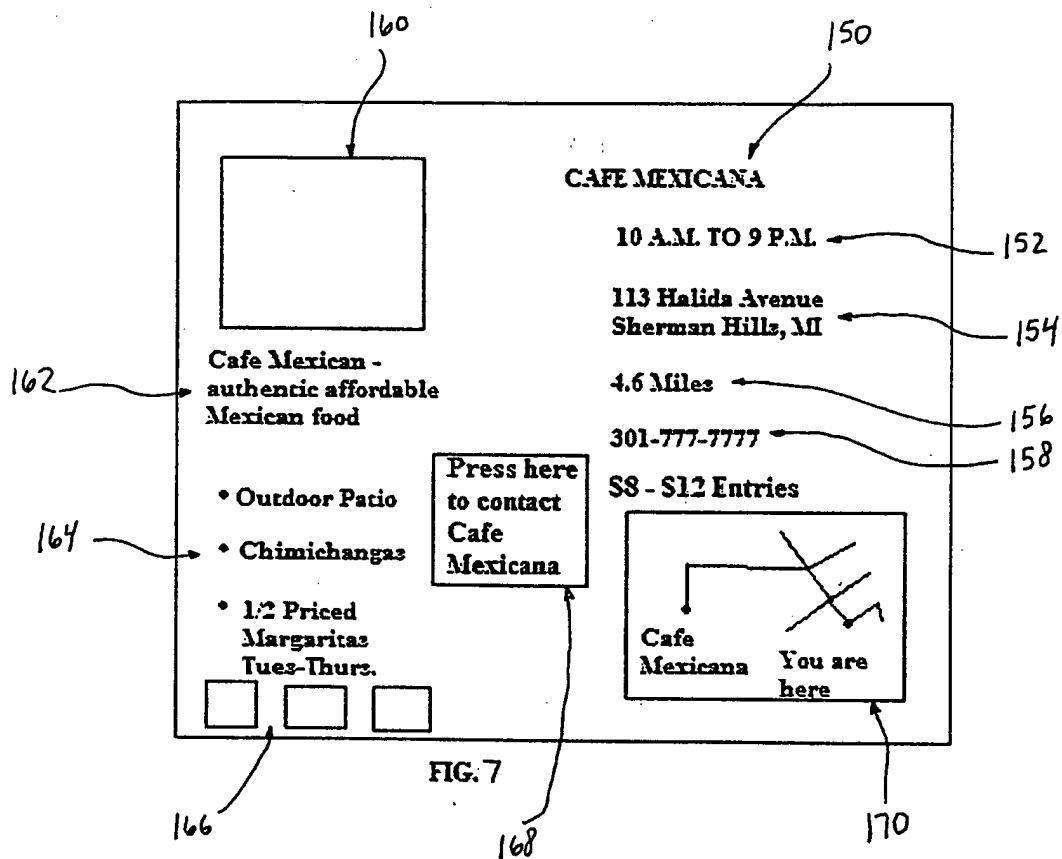 160
150
CAFE MEXICANA
10 A.M. TO 9 P.M.
152
113 Halida Avenue
Sherman Hills, MI
154
Cafe Mexican -
authentic affordable
Mexican food
162
4.6 Miles
156
301-777-7777
158
S8 - S12 Entries
Press here
to contact
Cafe
Mexicana
• Outdoor Patio
164
• Chimichangas
• 1/2 Priced
Margaritas
Tues-Thurs.
Cafe
Mexicana
You are
here
FIG. 7
166
168
170